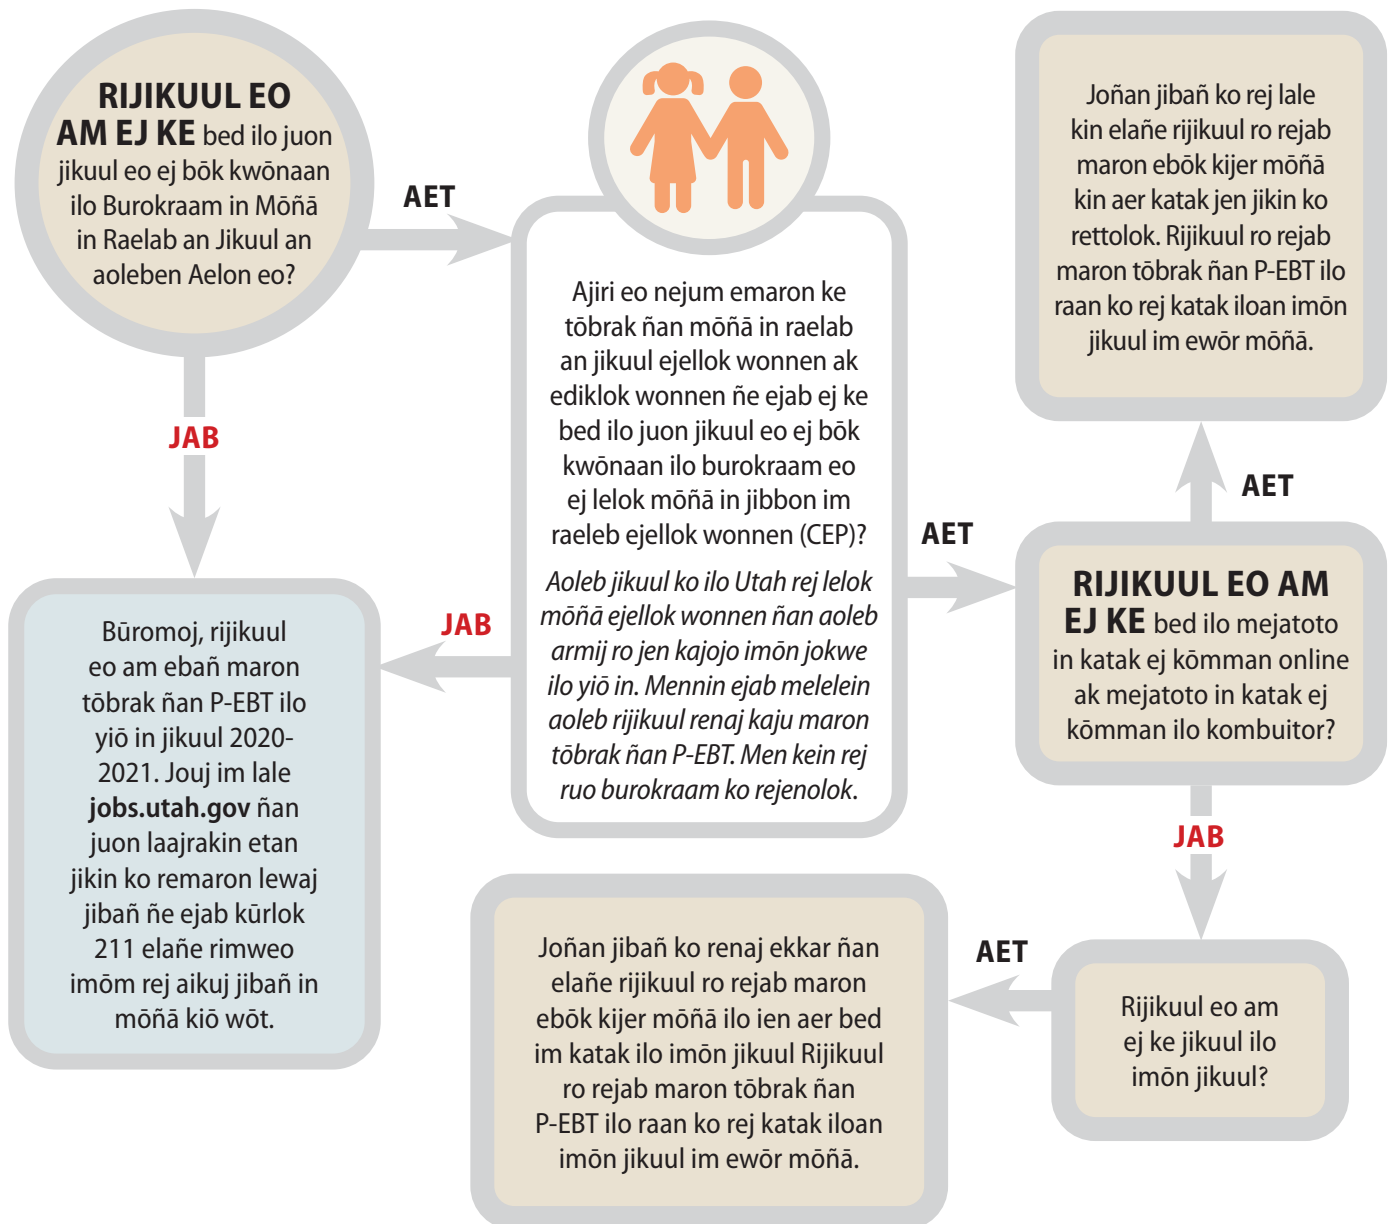 RIJIKUUL EO
AM EJ KE bed ilo juon
jikuul eo ej bōk kwōnaan
ilo Burokraam in Mōñā
in Raelab an Jikuul an
aoleben Aelon eo?
AET
JAB
Ajiri eo nejum emaron ke
tōbrak ñan mōñā in raelab
an jikuul ejellok wonnen ak
ediklok wonnen ñe ejab ej ke
bed ilo juon jikuul eo ej bōk
kwōnaan ilo burokraam eo
ej lelok mōñā in jibbon im
raeleb ejellok wonnen (CEP)?
Aoleb jikuul ko ilo Utah rej lelok
mōñā ejellok wonnen ñan aoleb
armij ro jen kajojo imōn jokwe
ilo yiō in. Mennin ejab melelein
aoleb rijikuul renaj kaju maron
tōbrak ñan P-EBT. Men kein rej
ruo burokraam ko rejenolok.
JAB
AET
Būromoj, rijikuul
eo am ebañ maron
tōbrak ñan P-EBT ilo
yiō in jikuul 2020-
2021. Jouj im lale
jobs.utah.gov ñan
juon laajrakin etan
jikin ko remaron lewaj
jibañ ñe ejab kūrlok
211 elañe rimweo
imōm rej aikuj jibañ in
mōñā kiō wōt.
RIJIKUUL EO AM
EJ KE bed ilo mejatoto
in katak ej kōmman online
ak mejatoto in katak ej
kōmman ilo kombuitor?
AET
Joñan jibañ ko rej lale
kin elañe rijikuul ro rejab
maron ebōk kijer mōñā
kin aer katak jen jikin ko
rettolok. Rijikuul ro rejab
maron tōbrak ñan P-EBT ilo
raan ko rej katak iloan imōn
jikuul im ewōr mōñā.
JAB
Rijikuul eo am
ej ke jikuul ilo
imōn jikuul?
AET
Joñan jibañ ko renaj ekkar ñan
elañe rijikuul ro rejab maron
ebōk kijer mōñā ilo ien aer bed
im katak ilo imōn jikuul Rijikuul
ro rejab maron tōbrak ñan
P-EBT ilo raan ko rej katak iloan
imōn jikuul im ewōr mōñā.